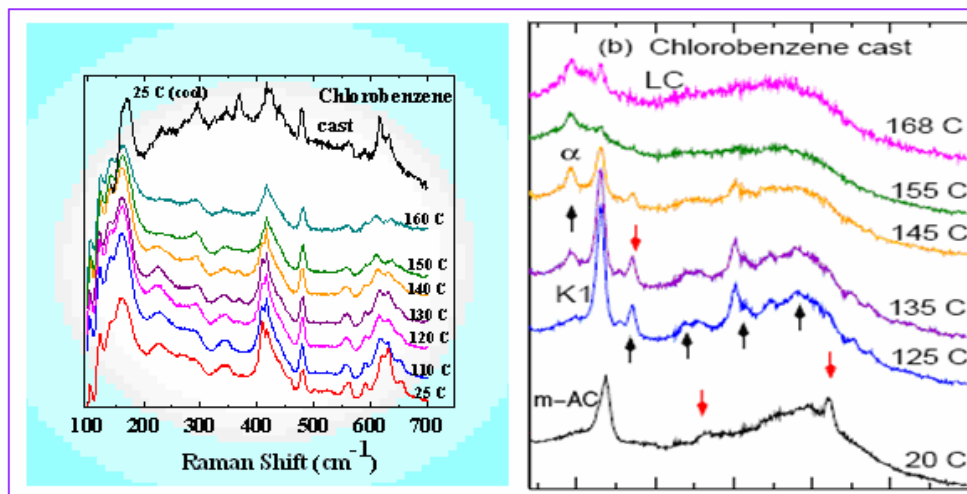 25 C (cool)
Chlorobenzene
cast
160 C
150 C
140 C
130 C
120 C
110 C
25 C
100 200 300 400 500 600 700
Raman Shift (cm⁻¹)
(b) Chlorobenzene cast
LC
168 C
155 C
α
145 C
135 C
K1
125 C
m-AC
20 C